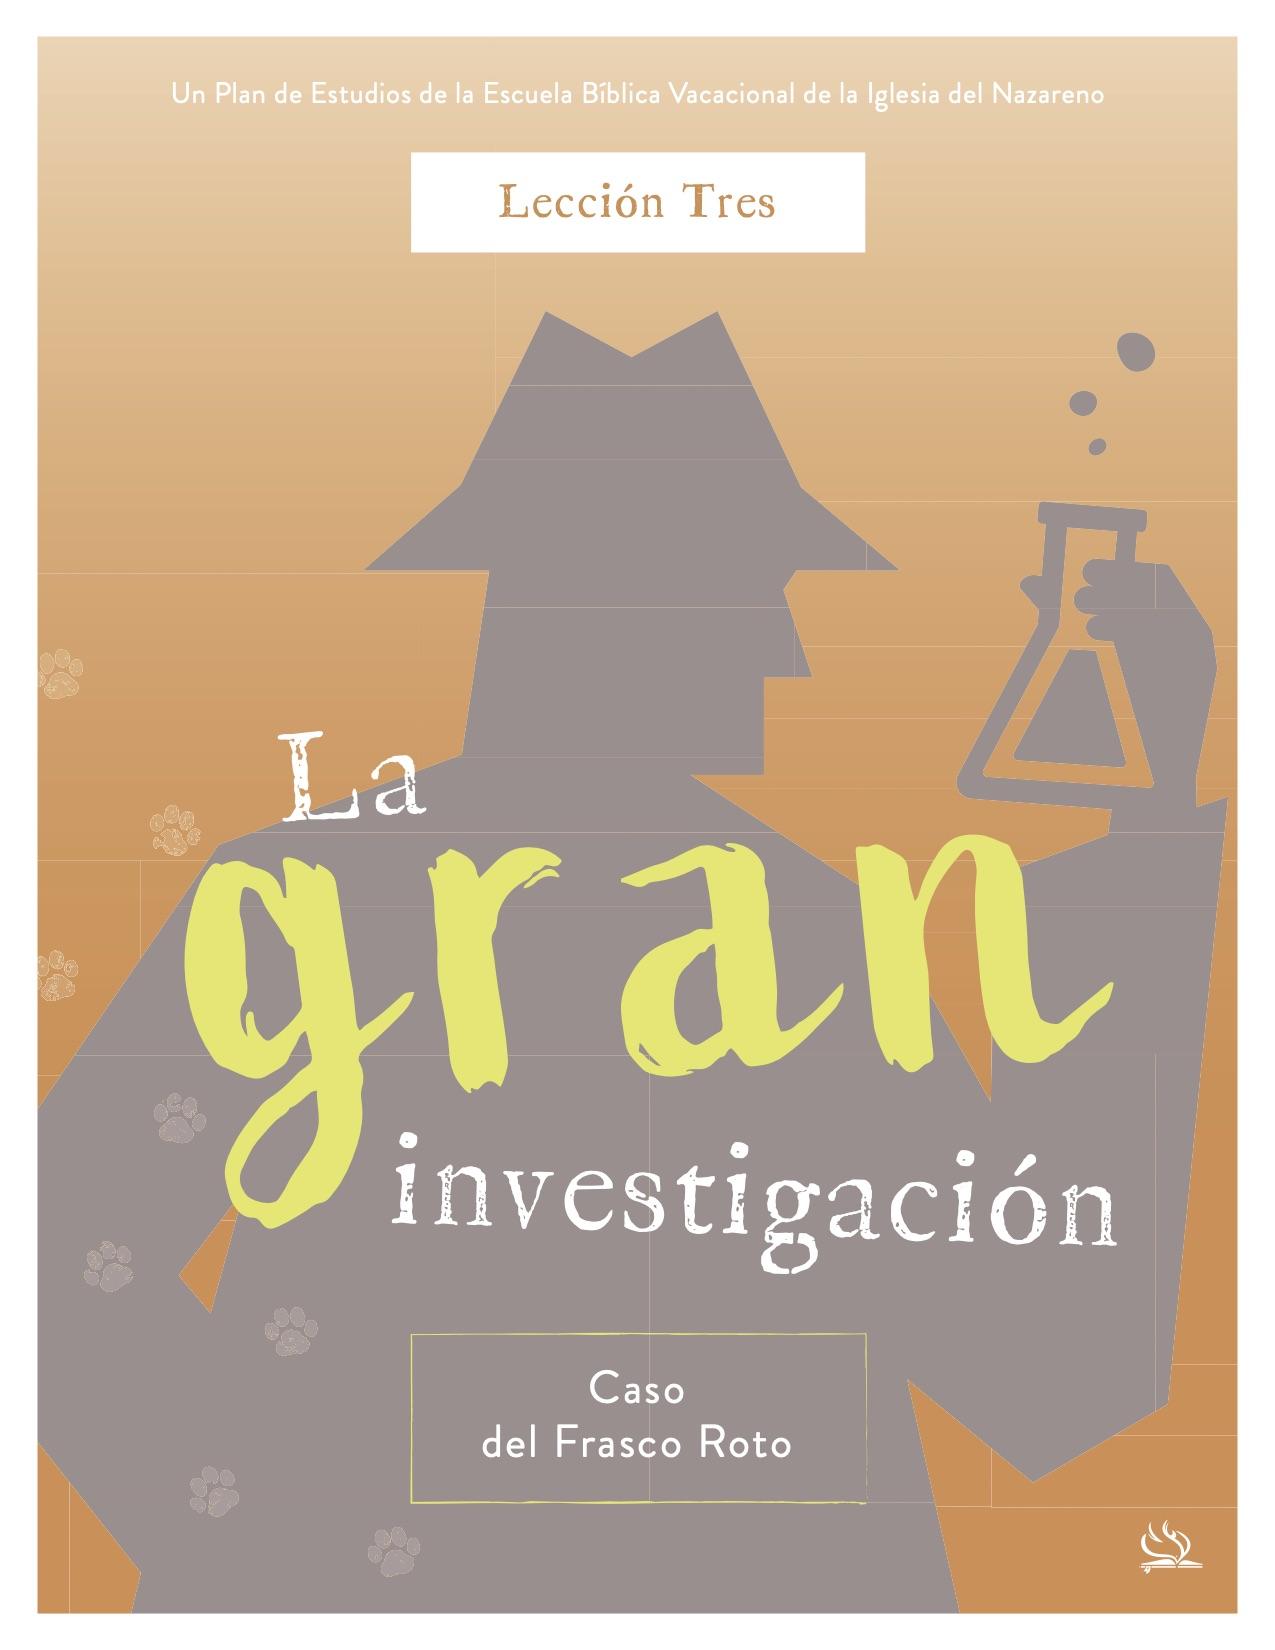 Un Plan de Estudios de la Escuela Bíblica Vacacional de la Iglesia del Nazareno
Lección Tres
La
gran
investigación
Caso
del Frasco Roto